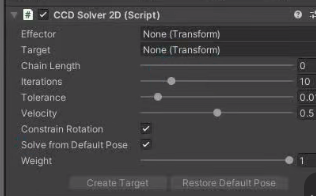 CCD Solver 2D (Script)
Effector None (Transform)
Target None (Transform)
Chain Length 0
Iterations 10
Tolerance 0.0
Velocity 0.5
Constrain Rotation
Solve from Default Pose
Weight 1
Create Target Restore Default Pose